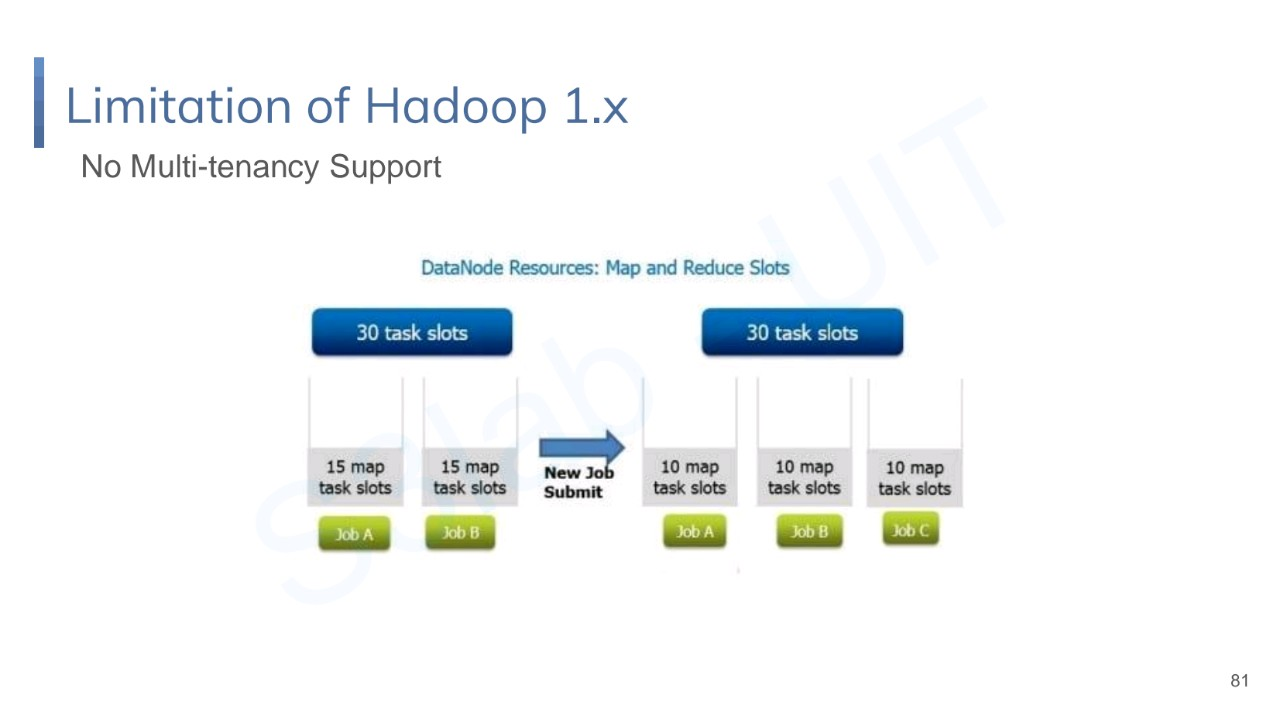 Limitation of Hadoop 1.x
No Multi-tenancy Support
DataNode Resources: Map and Reduce Slots
30 task slots
30 task slots
15 map
task slots
15 map
task slots
New Job
Submit
10 map
task slots
10 map
task slots
10 map
task slots
Job A
Job B
Job A
Job B
Job C
UIT
81